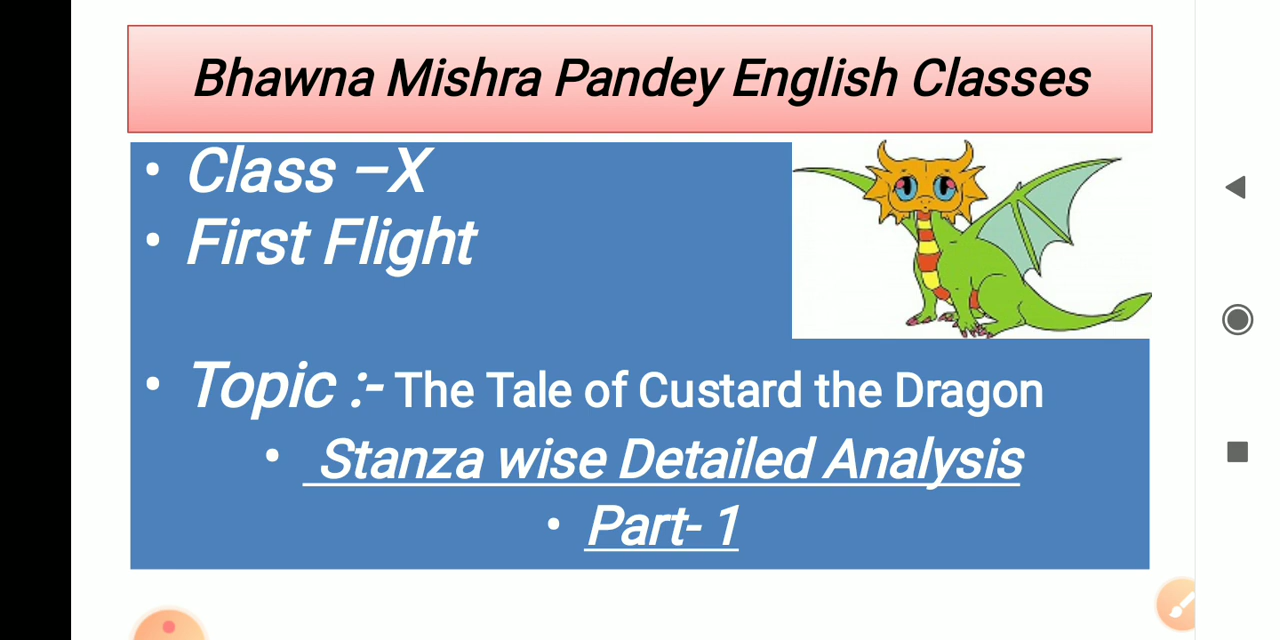 Bhawna Mishra Pandey English Classes
• Class –X
• First Flight
• Topic :- The Tale of Custard the Dragon
• Stanza wise Detailed Analysis
• Part- 1